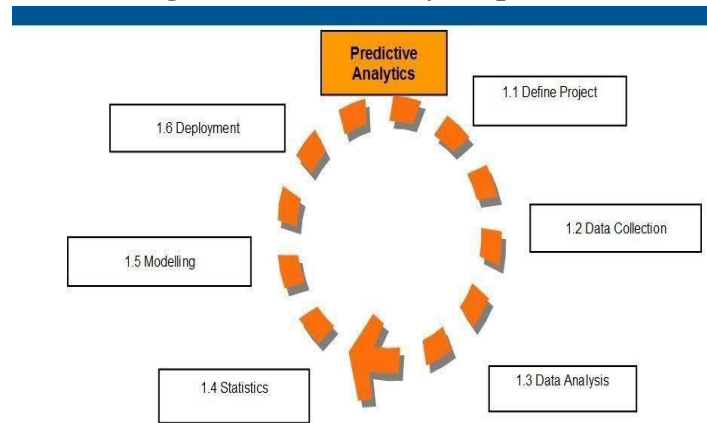 Predictive
Analytics
1.1 Define Project
1.6 Deployment
1.2 Data Collection
1.5 Modelling
1.3 Data Analysis
1.4 Statistics